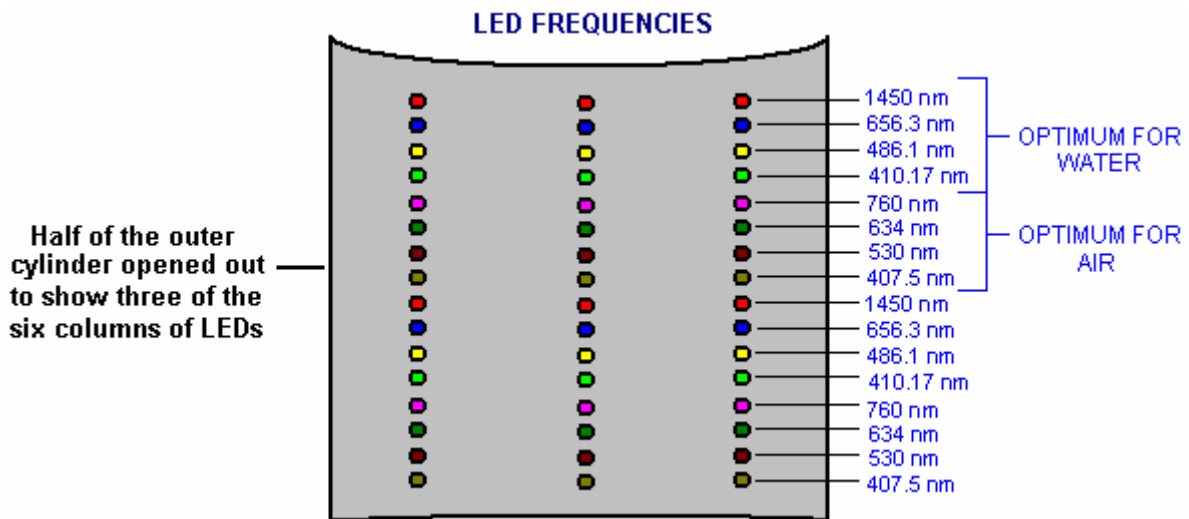 LED FREQUENCIES
1450 nm
656.3 nm
486.1 nm
410.17 nm
760 nm
634 nm
530 nm
407.5 nm
1450 nm
656.3 nm
486.1 nm
410.17 nm
760 nm
634 nm
530 nm
407.5 nm
OPTIMUM FOR
WATER
OPTIMUM FOR
AIR
Half of the outer
cylinder opened out
to show three of the
six columns of LEDs